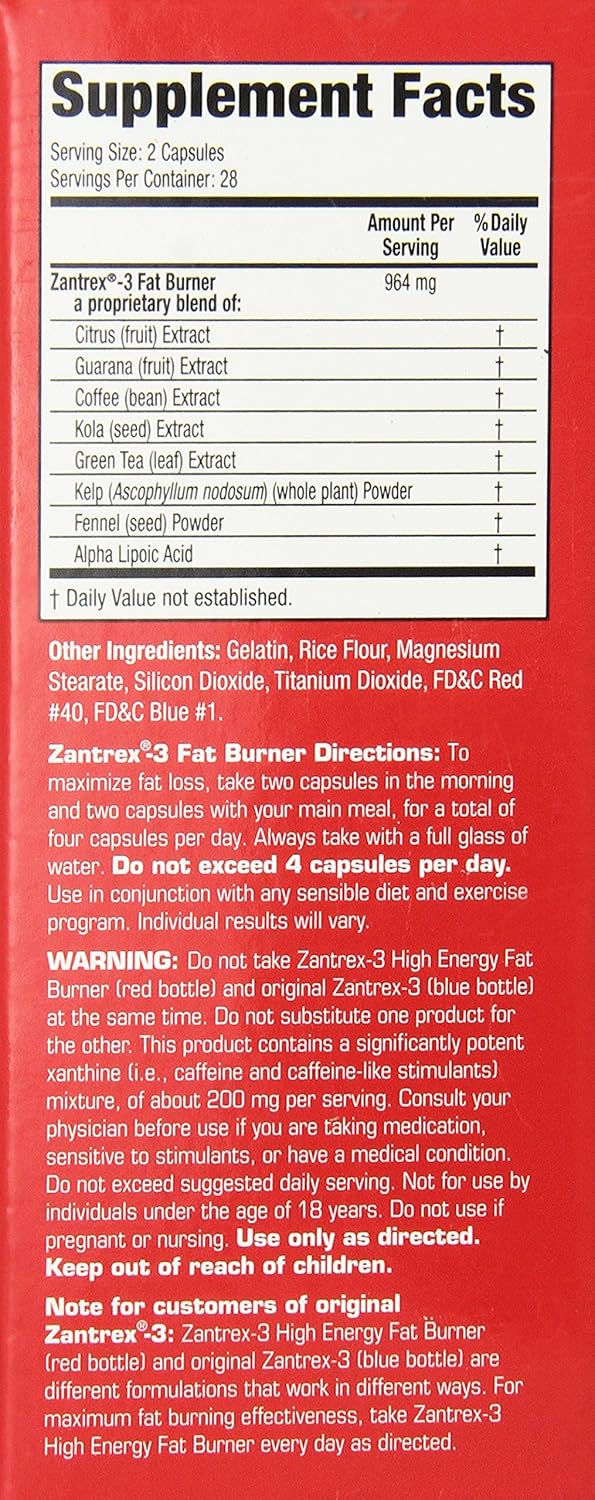 Supplement Facts
Serving Size: 2 Capsules
Servings Per Container: 28
Amount Per Serving % Daily Value
Zantrex®-3 Fat Burner 964 mg
a proprietary blend of:
Citrus (fruit) Extract †
Guarana (fruit) Extract †
Coffee (bean) Extract †
Kola (seed) Extract †
Green Tea (leaf) Extract †
Kelp (Ascophyllum nodosum) (whole plant) Powder †
Fennel (seed) Powder †
Alpha Lipoic Acid †
† Daily Value not established.
Other Ingredients: Gelatin, Rice Flour, Magnesium
Stearate, Silicon Dioxide, Titanium Dioxide, FD&C Red
#40, FD&C Blue #1.
Zantrex®-3 Fat Burner Directions: To
maximize fat loss, take two capsules in the morning
and two capsules with your main meal, for a total of
four capsules per day. Always take with a full glass of
water. Do not exceed 4 capsules per day.
Use in conjunction with any sensible diet and exercise
program. Individual results will vary.
WARNING: Do not take Zantrex-3 High Energy Fat
Burner (red bottle) and original Zantrex-3 (blue bottle)
at the same time. Do not substitute one product for
the other. This product contains a significantly potent
xanthine (i.e., caffeine and caffeine-like stimulants)
mixture, of about 200 mg per serving. Consult your
physician before use if you are taking medication,
sensitive to stimulants, or have a medical condition.
Do not exceed suggested daily serving. Not for use by
individuals under the age of 18 years. Do not use if
pregnant or nursing. Use only as directed.
Keep out of reach of children.
Note for customers of original
Zantrex®-3: Zantrex-3 High Energy Fat Burner
(red bottle) and original Zantrex-3 (blue bottle) are
different formulations that work in different ways. For
maximum fat burning effectiveness, take Zantrex-3
High Energy Fat Burner every day as directed.